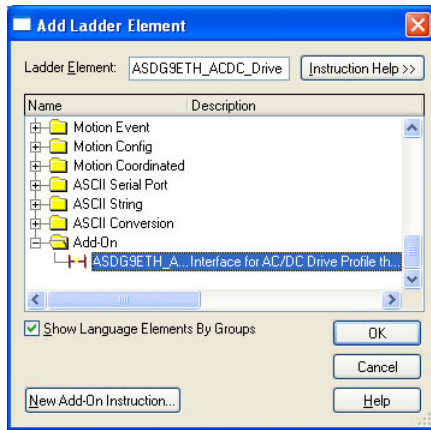 Add Ladder Element
Ladder Element: ASDG9ETH_ACDC_Drive Instruction Help >>
Name Description
Motion Event
Motion Config
Motion Coordinated
ASCII Serial Port
ASCII String
ASCII Conversion
Add-On
ASDG9ETH_A... Interface for AC/DC Drive Profile th...
Show Language Elements By Groups
OK
Cancel
New Add-On Instruction...
Help